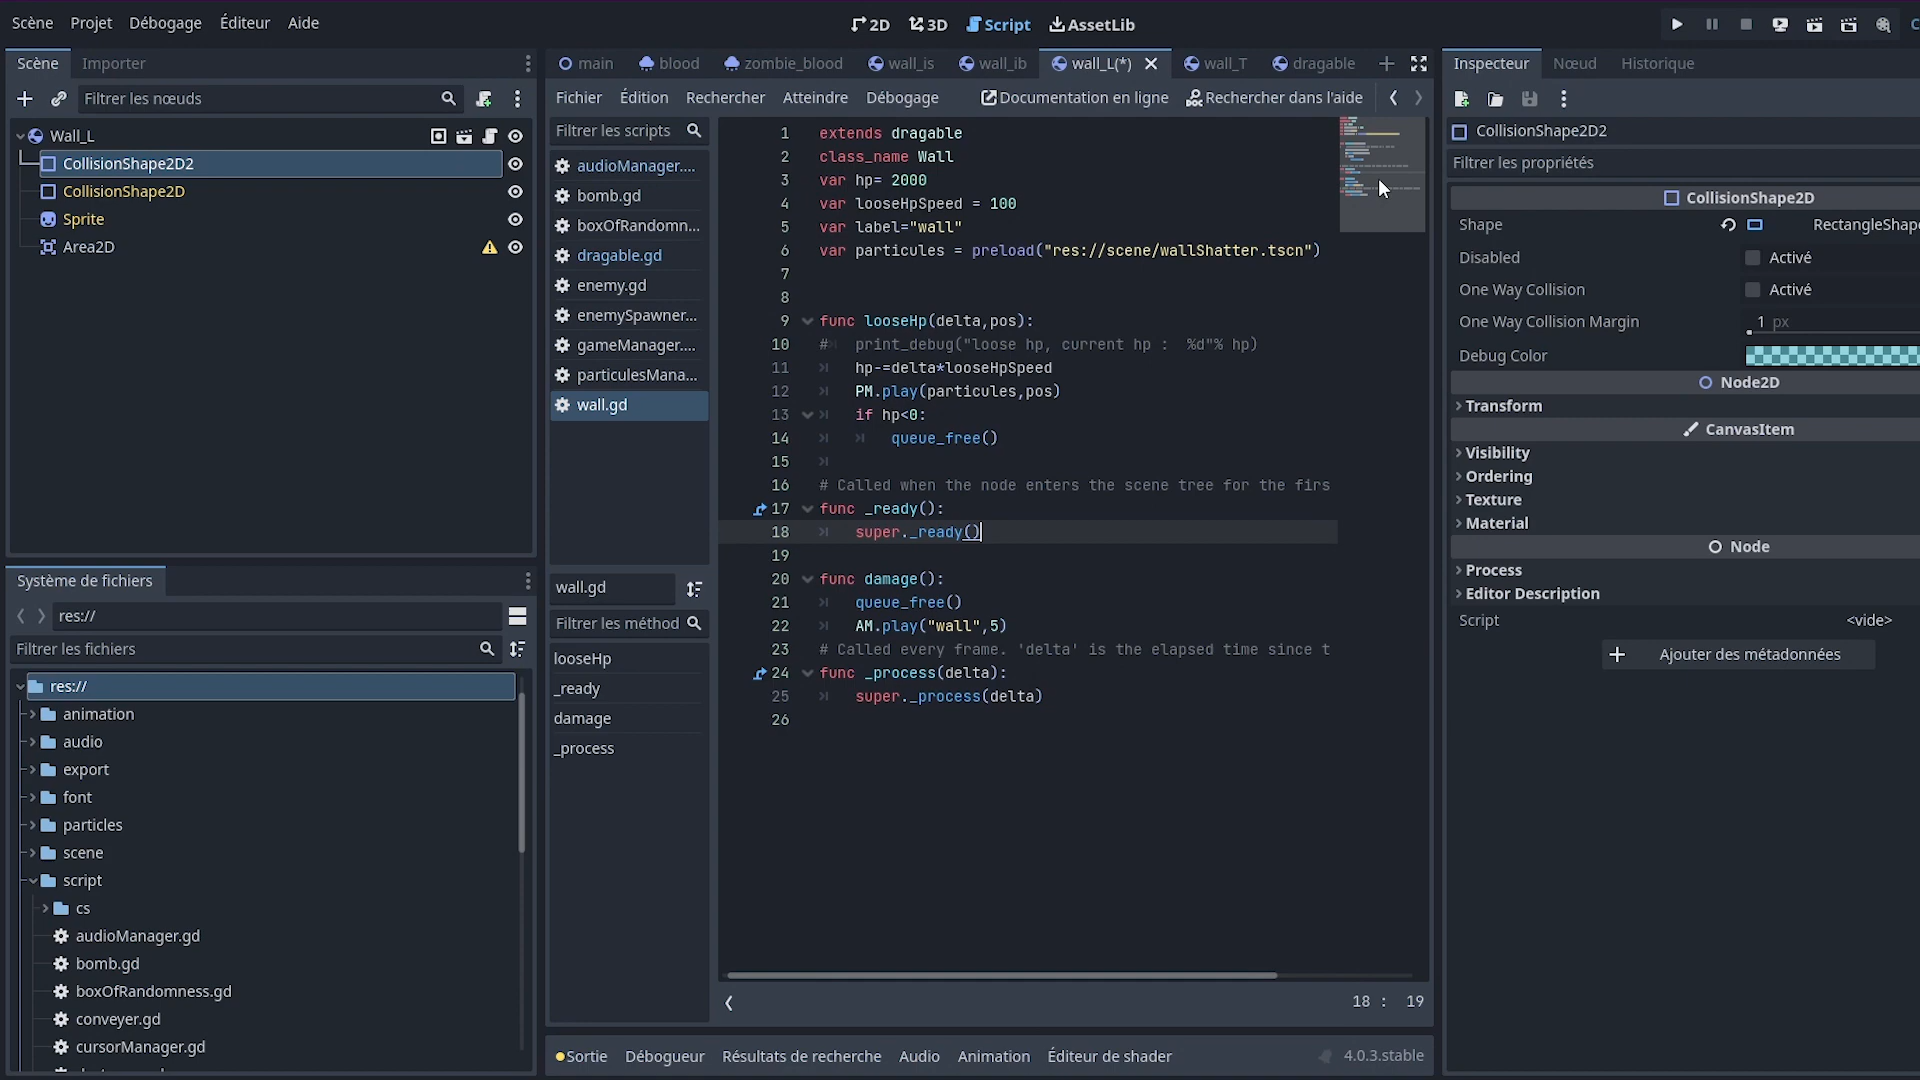 Scène Projet Débogage Éditeur Aide
2D 3D Script AssetLib
Scène Importer
Filtrer les nœuds
Wall_L
CollisionShape2D2
CollisionShape2D
Sprite
Area2D
Système de fichiers
res://
Filtrer les fichiers
res://
animation
audio
export
font
particles
scene
script
cs
audioManager.gd
bomb.gd
boxOfRandomness.gd
conveyer.gd
cursorManager.gd
main blood zombie_blood wall_is wall_ib wall_L(*) wall_T dragable
Fichier Édition Rechercher Atteindre Débogage Documentation en ligne Rechercher dans l'aide
Filtrer les scripts
audioManager....
bomb.gd
boxOfRandomn...
dragable.gd
enemy.gd
enemySpawner...
gameManager....
particulesMana...
wall.gd
wall.gd
Filtrer les méthod
looseHp
_ready
damage
_process
1 extends dragable
2 class_name Wall
3 var hp= 2000
4 var looseHpSpeed = 100
5 var label="wall"
6 var particules = preload("res://scene/wallShatter.tscn")
7
8
9 func looseHp(delta,pos):
10 # print_debug("loose hp, current hp :  %d"% hp)
11 hp-=delta*looseHpSpeed
12 PM.play(particules,pos)
13 if hp<0:
14 queue_free()
15
16 # Called when the node enters the scene tree for the firs
17 func _ready():
18 super._ready()
19
20 func damage():
21 queue_free()
22 AM.play("wall",5)
23 # Called every frame. 'delta' is the elapsed time since t
24 func _process(delta):
25 super._process(delta)
26
18 : 19
Sortie Débogueur Résultats de recherche Audio Animation Éditeur de shader 4.0.3.stable
Inspecteur Nœud Historique
CollisionShape2D2
Filtrer les propriétés
CollisionShape2D
Shape RectangleShape
Disabled Activé
One Way Collision Activé
One Way Collision Margin 1 px
Debug Color
Node2D
Transform
CanvasItem
Visibility
Ordering
Texture
Material
Node
Process
Editor Description
Script <vide>
Ajouter des métadonnées